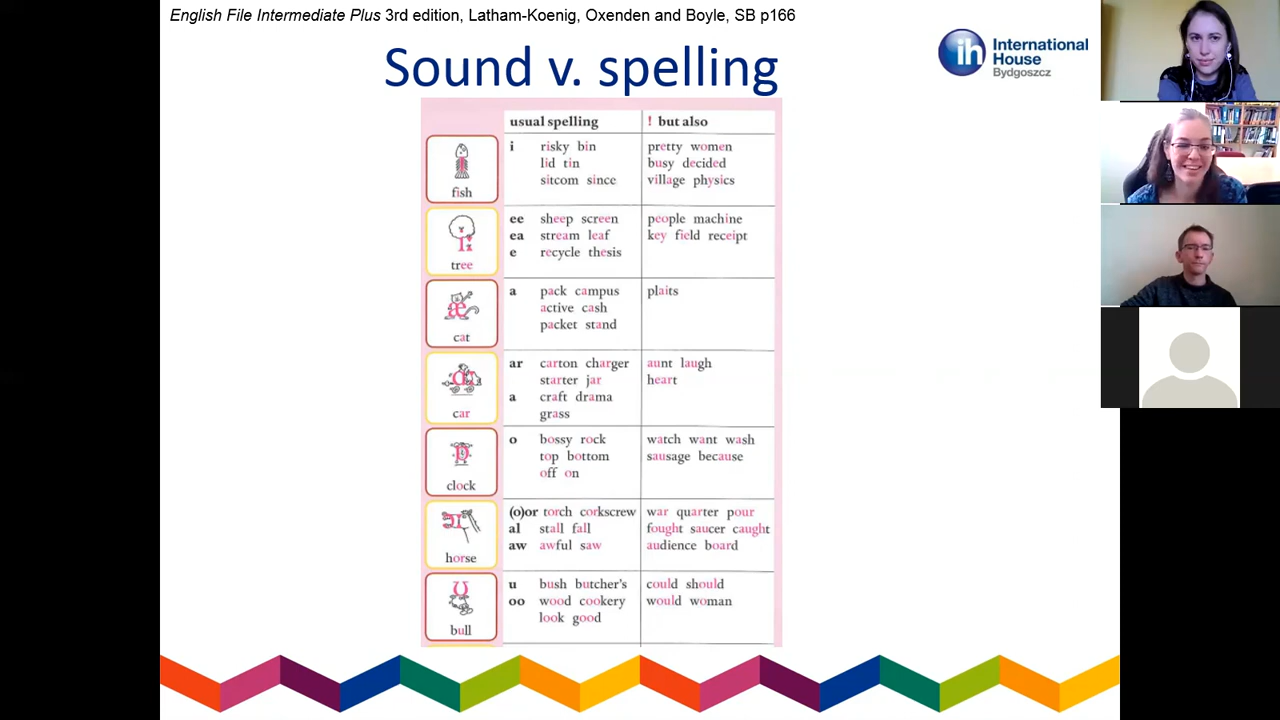 English File Intermediate Plus 3rd edition, Latham-Koenig, Oxenden and Boyle, SB p166
ih International House Bydgoszcz
Sound v. spelling
usual spelling ! but also
fish
i risky bin pretty women
lid tin busy decided
sitcom since village physics
iː
tree
ee sheep screen people machine
ea stream leaf key field receipt
e recycle thesis
æ
cat
a pack campus plaits
active cash
packet stand
ɑː
car
ar carton charger aunt laugh
starter jar heart
a craft drama
grass
ɒ
clock
o bossy rock watch want wash
top bottom sausage because
off on
ɔː
horse
(o)or torch corkscrew war quarter pour
al stall fall fought saucer caught
aw awful saw audience board
ʊ
bull
u bush butcher's could should
oo wood cookery would woman
look good